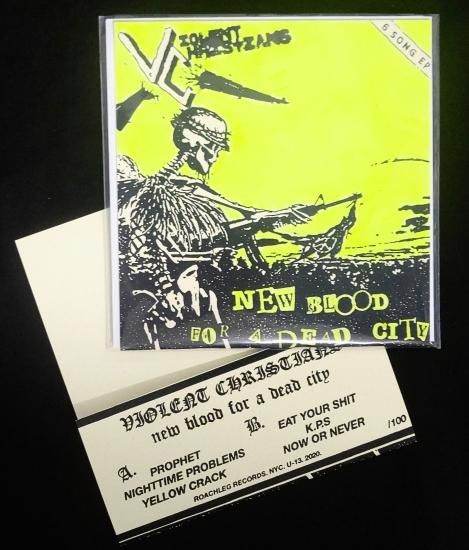 VIOLENT
CHRISTIANS
VC
6 SONG EP
NEW BLOOD
FOR A DEAD CITY
VIOLENT CHRISTIANS
new blood for a dead city
A. PROPHET
NIGHTTIME PROBLEMS
YELLOW CRACK
B. EAT YOUR SHIT
K.P.S
NOW OR NEVER
/100
ROACHLEG RECORDS. NYC. U-13. 2020.